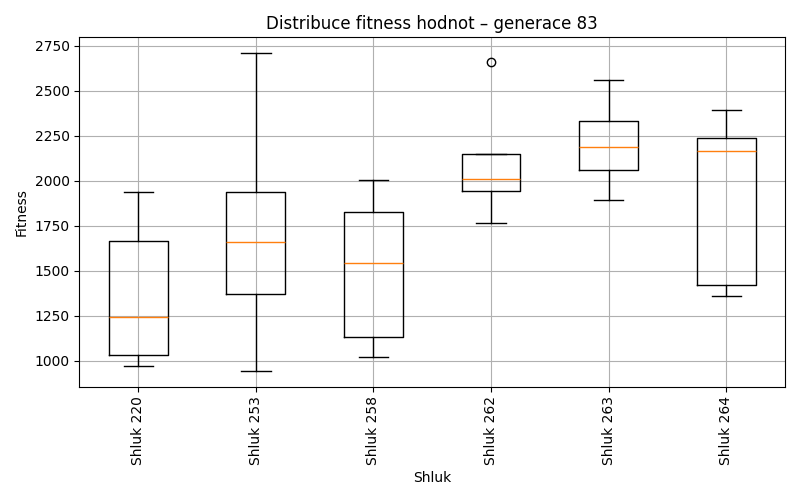 Distribuce fitness hodnot – generace 83
Fitness
2750
2500
2250
2000
1750
1500
1250
1000
Shluk 220
Shluk 253
Shluk 258
Shluk 262
Shluk 263
Shluk 264
Shluk